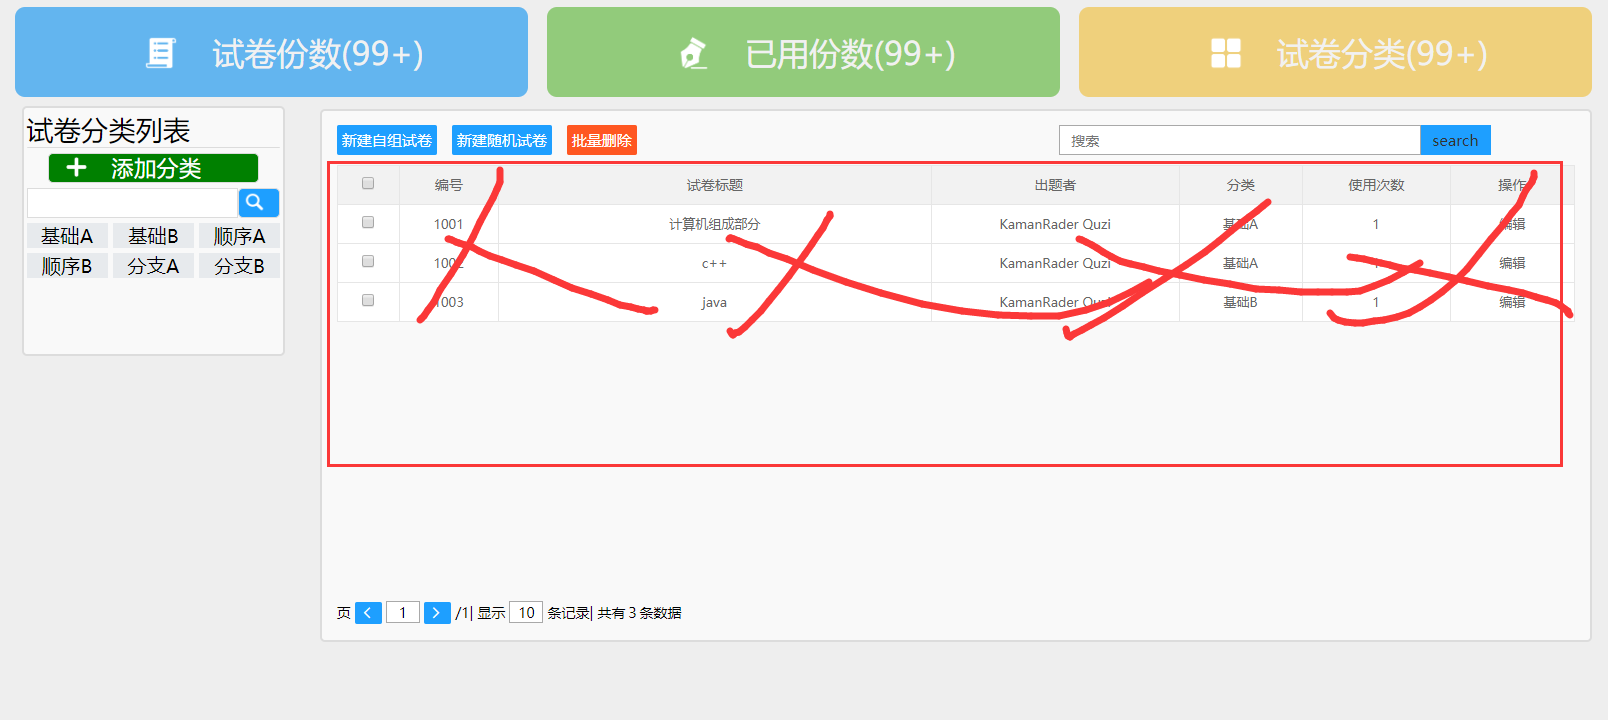 试卷份数(99+) 已用份数(99+) 试卷分类(99+)
试卷分类列表
添加分类
基础A 基础B 顺序A
顺序B 分支A 分支B
新建自组试卷 新建随机试卷 批量删除 搜索 search
编号 试卷标题 出题者 分类 使用次数 操作
1001 计算机组成部分 KamanRader Quzi 基础A 1 编辑
1002 c++ KamanRader Quzi 基础A 1 编辑
1003 java KamanRader Quzi 基础B 1 编辑
页 1 /1| 显示 10 条记录| 共有 3 条数据